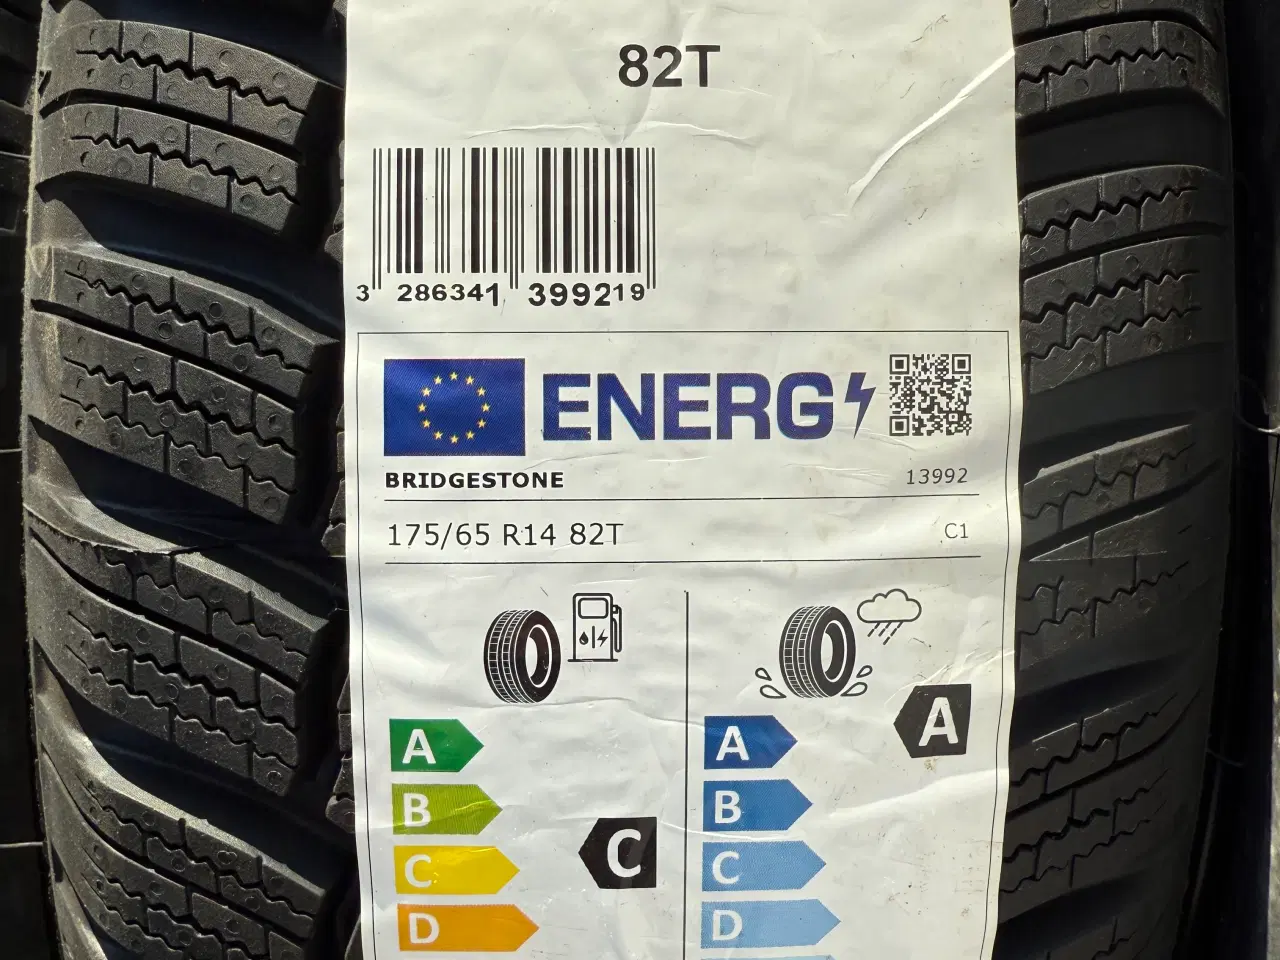 82T
3 286341 399219
ENERG
BRIDGESTONE 13992
175/65 R14 82T C1
A A A
B B
C C C
D D